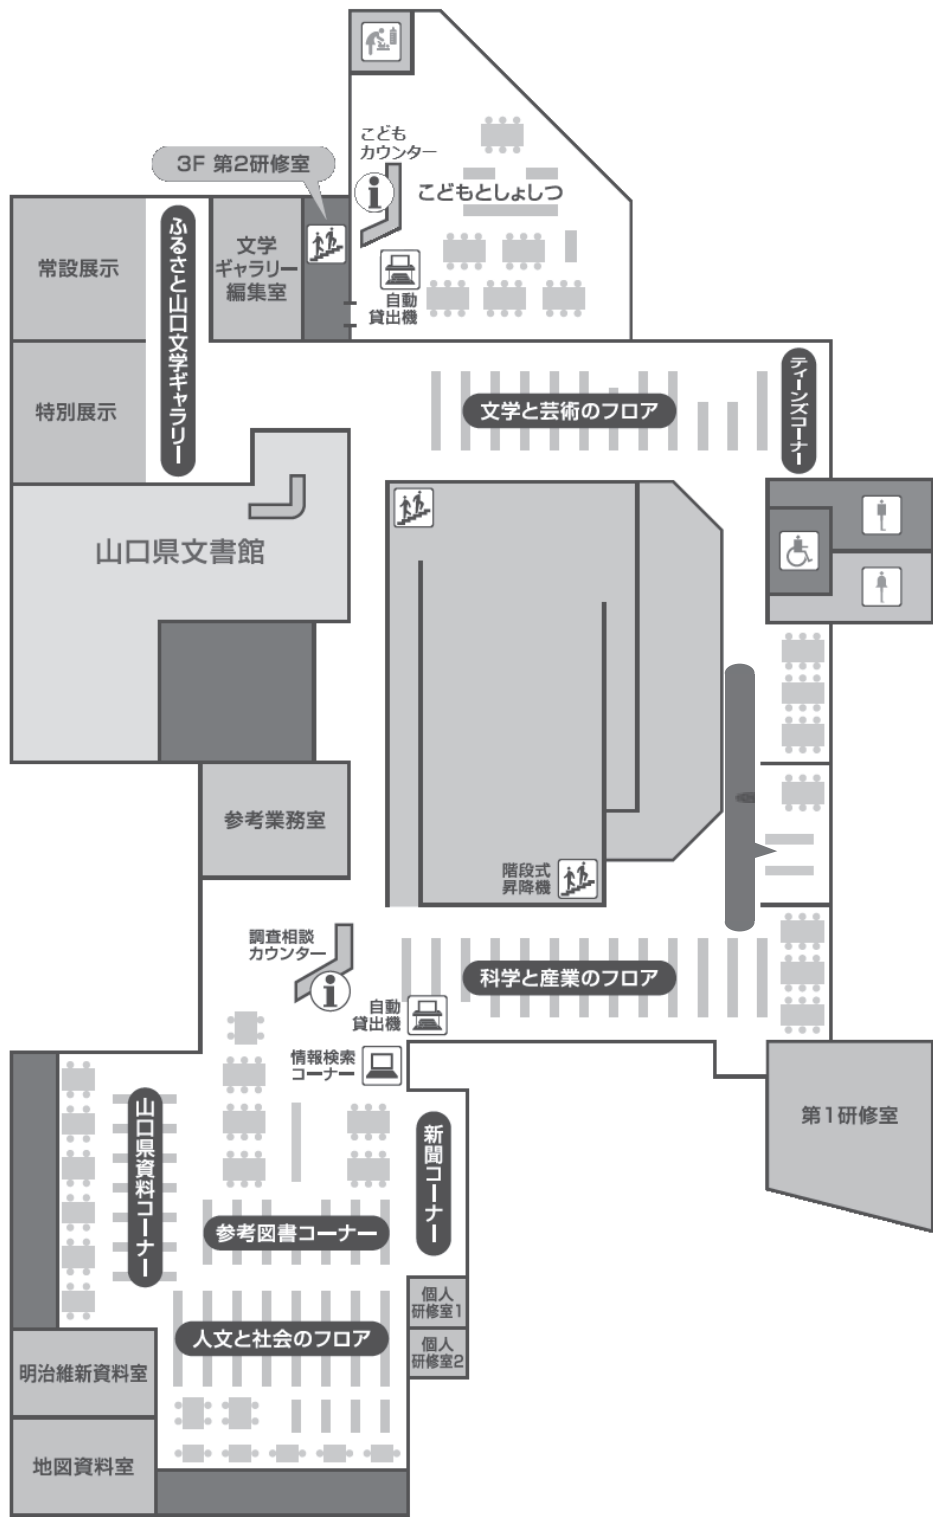 こども
カウンター
3F 第2研修室
こどもとしょしつ
常設展示
ふるさと山口文学ギャラリー
文学
ギャラリー
編集室
自動
貸出機
特別展示
文学と芸術のフロア
ティーンズコーナー
山口県文書館
参考業務室
階段式
昇降機
調査相談
カウンター
科学と産業のフロア
自動
貸出機
情報検索
コーナー
山口県資料コーナー
新聞コーナー
第1研修室
参考図書コーナー
個人
研修室1
人文と社会のフロア
個人
研修室2
明治維新資料室
地図資料室